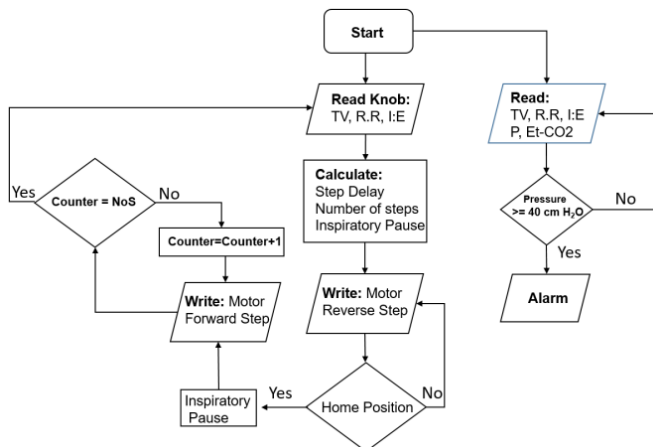 Start
Read Knob:
TV, R.R, I:E
Read:
TV, R.R, I:E
P, Et-CO2
Calculate:
Step Delay
Number of steps
Inspiratory Pause
Yes
Counter = NoS
No
Pressure
>= 40 cm H₂O
No
Counter=Counter+1
Yes
Write: Motor
Forward Step
Write: Motor
Reverse Step
Alarm
Inspiratory
Pause
Yes
Home Position
No